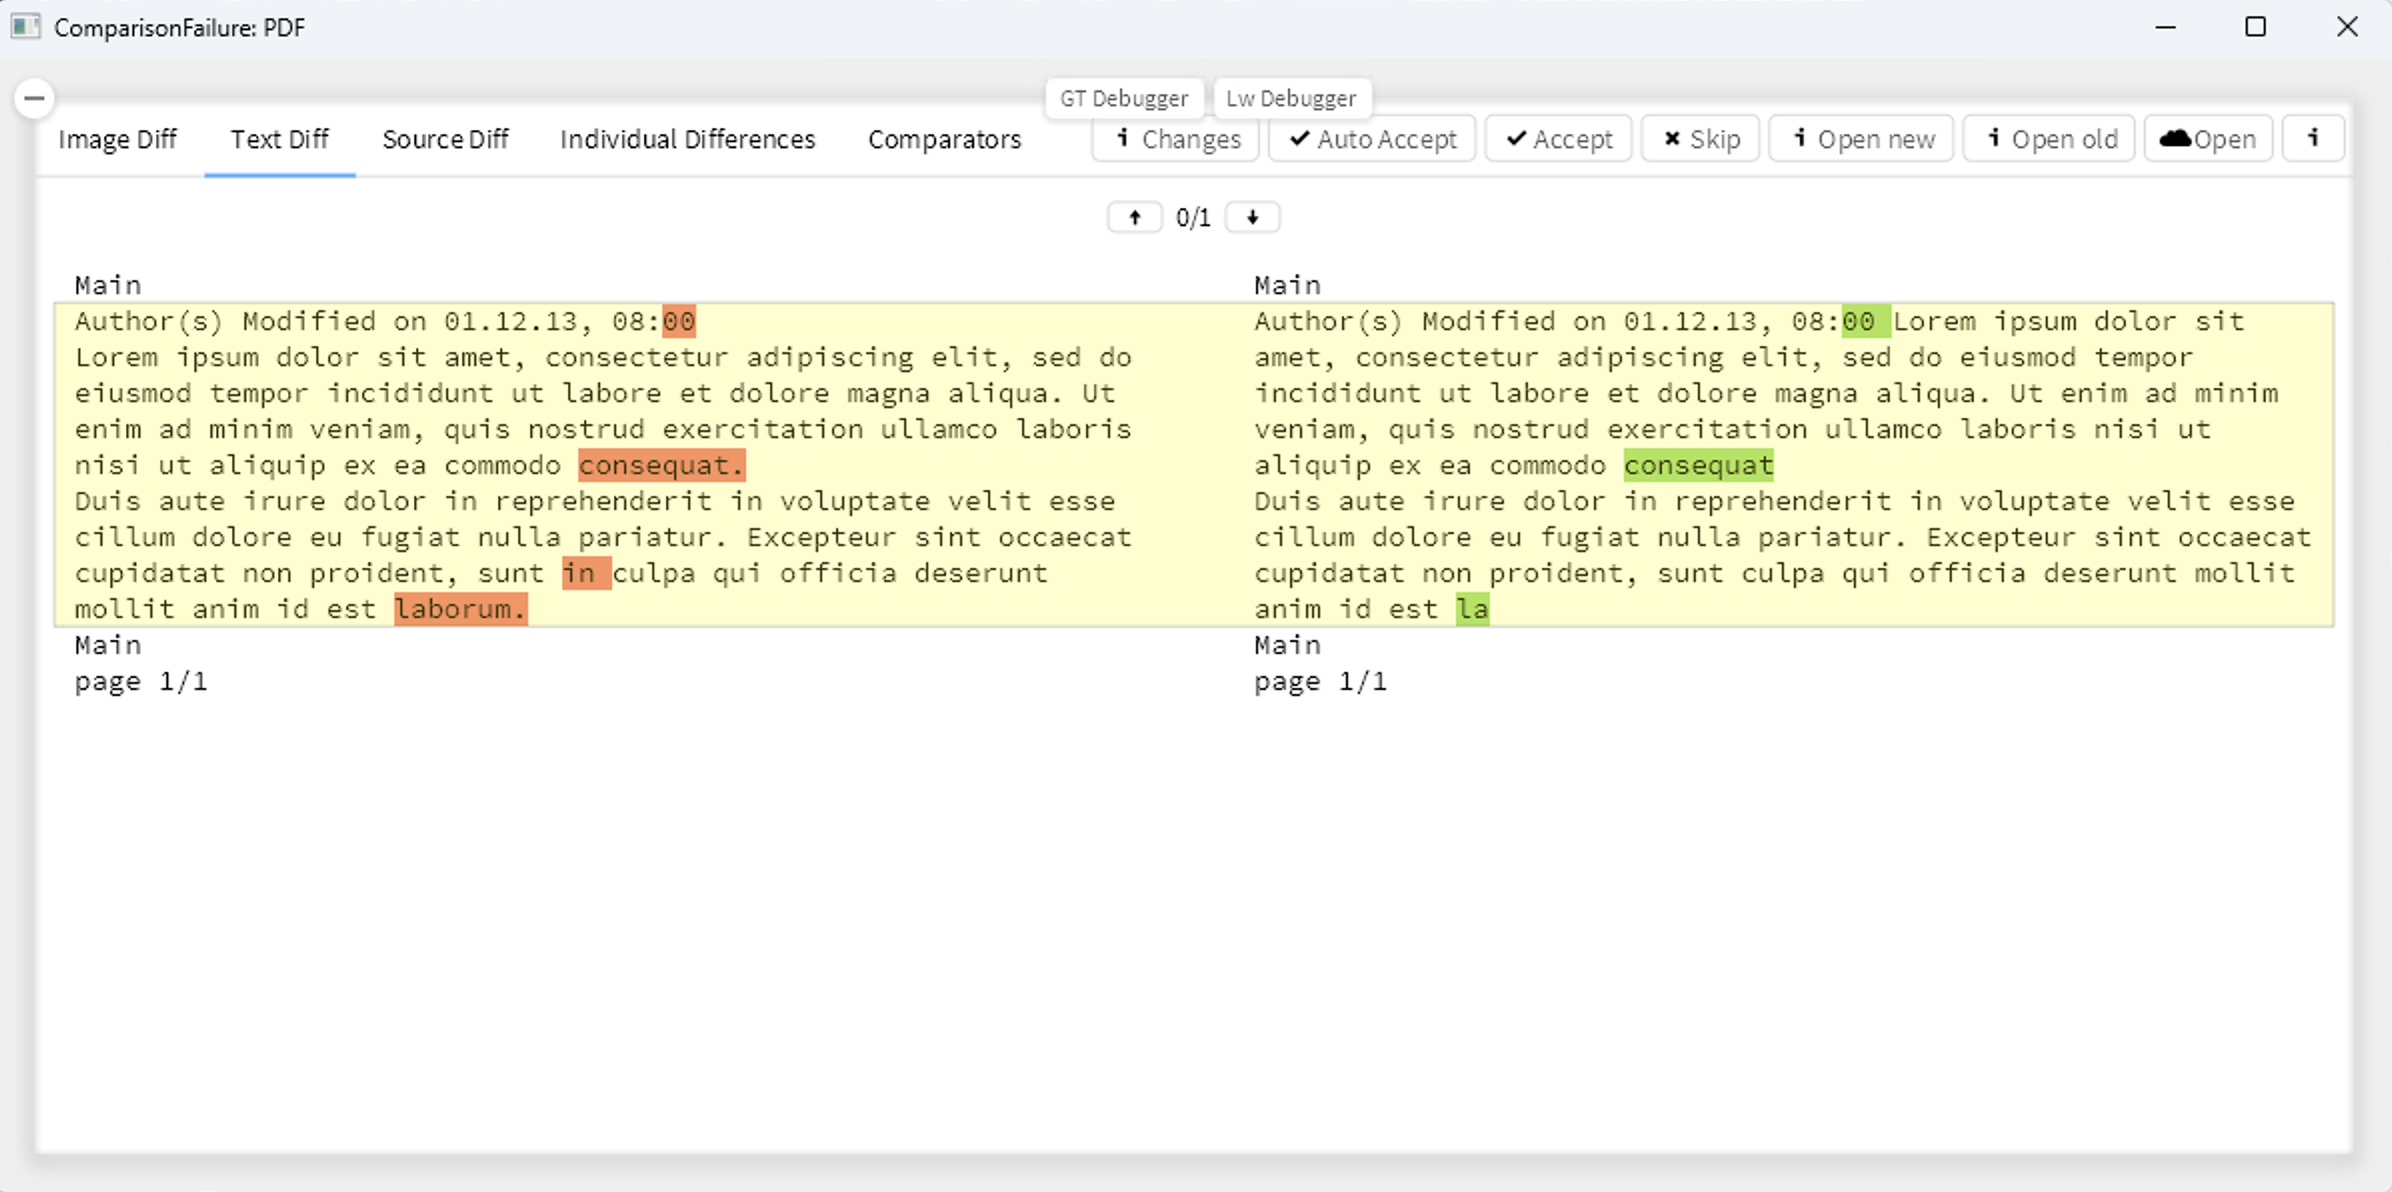 ComparisonFailure: PDF
GT Debugger Lw Debugger
Image Diff Text Diff Source Diff Individual Differences Comparators Changes Auto Accept Accept Skip Open new Open old Open
0/1
Main
Author(s) Modified on 01.12.13, 08:00
Lorem ipsum dolor sit amet, consectetur adipiscing elit, sed do
eiusmod tempor incididunt ut labore et dolore magna aliqua. Ut
enim ad minim veniam, quis nostrud exercitation ullamco laboris
nisi ut aliquip ex ea commodo consequat.
Duis aute irure dolor in reprehenderit in voluptate velit esse
cillum dolore eu fugiat nulla pariatur. Excepteur sint occaecat
cupidatat non proident, sunt in culpa qui officia deserunt
mollit anim id est laborum.
Main
page 1/1
Main
Author(s) Modified on 01.12.13, 08:00 Lorem ipsum dolor sit
amet, consectetur adipiscing elit, sed do eiusmod tempor
incididunt ut labore et dolore magna aliqua. Ut enim ad minim
veniam, quis nostrud exercitation ullamco laboris nisi ut
aliquip ex ea commodo consequat
Duis aute irure dolor in reprehenderit in voluptate velit esse
cillum dolore eu fugiat nulla pariatur. Excepteur sint occaecat
cupidatat non proident, sunt culpa qui officia deserunt mollit
anim id est la
Main
page 1/1